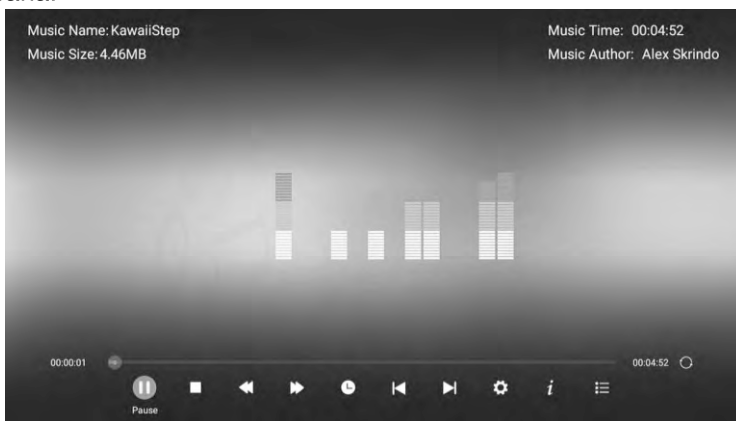 Music Name: KawaiiStep
Music Size: 4.46MB
Music Time: 00:04:52
Music Author: Alex Skrindo
00:00:01
00:04:52
Pause